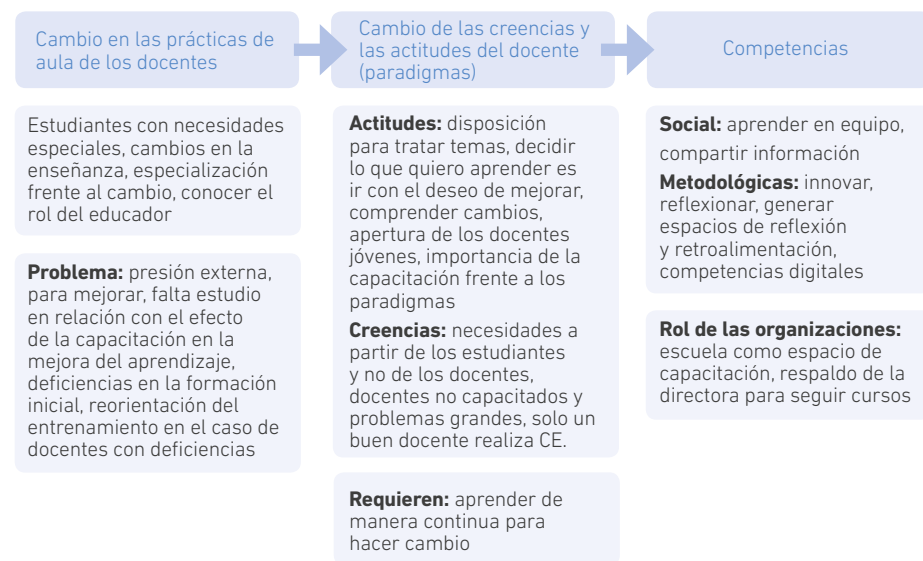 Cambio en las prácticas de
aula de los docentes
Estudiantes con necesidades
especiales, cambios en la
enseñanza, especialización
frente al cambio, conocer el
rol del educador
Problema: presión externa,
para mejorar, falta estudio
en relación con el efecto
de la capacitación en la
mejora del aprendizaje,
deficiencias en la formación
inicial, reorientación del
entrenamiento en el caso de
docentes con deficiencias
Cambio de las creencias y
las actitudes del docente
(paradigmas)
Actitudes: disposición
para tratar temas, decidir
lo que quiero aprender es
ir con el deseo de mejorar,
comprender cambios,
apertura de los docentes
jóvenes, importancia de la
capacitación frente a los
paradigmas
Creencias: necesidades a
partir de los estudiantes
y no de los docentes,
docentes no capacitados y
problemas grandes, solo un
buen docente realiza CE.
Requieren: aprender de
manera continua para
hacer cambio
Competencias
Social: aprender en equipo,
compartir información
Metodológicas: innovar,
reflexionar, generar
espacios de reflexión
y retroalimentación,
competencias digitales
Rol de las organizaciones:
escuela como espacio de
capacitación, respaldo de la
directora para seguir cursos